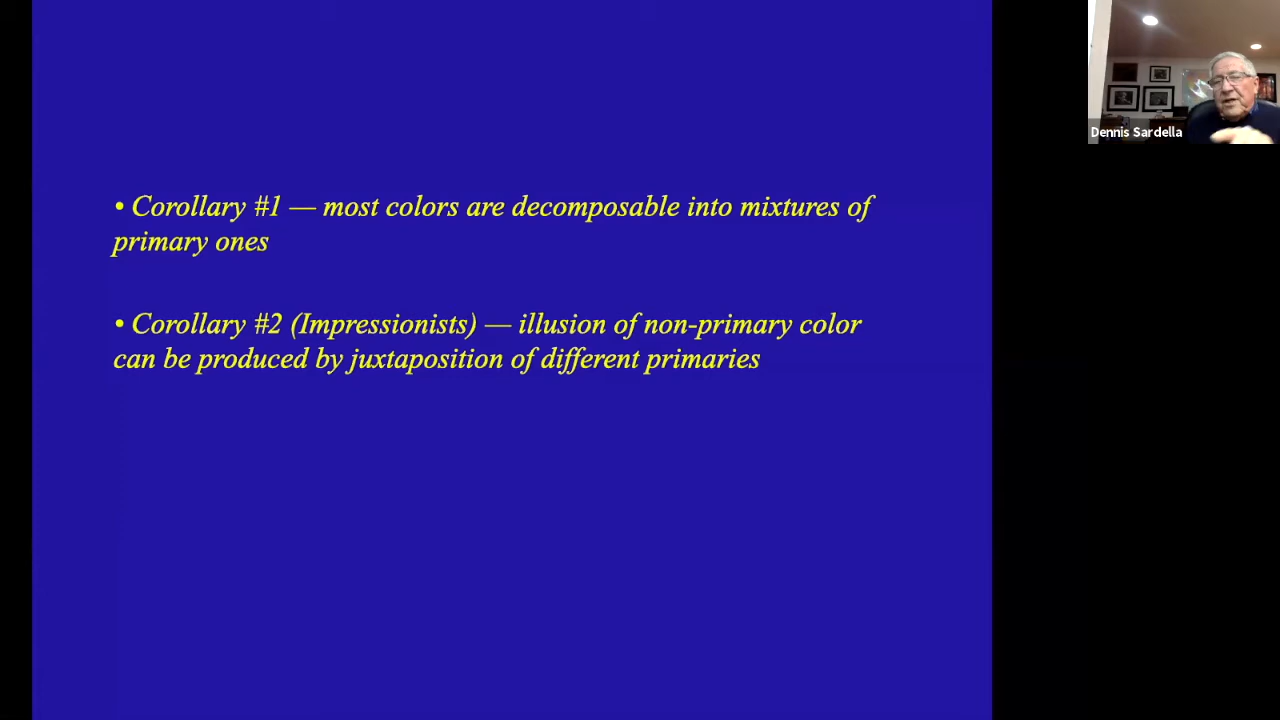 • Corollary #1 — most colors are decomposable into mixtures of
primary ones
• Corollary #2 (Impressionists) — illusion of non-primary color
can be produced by juxtaposition of different primaries
Dennis Sardella